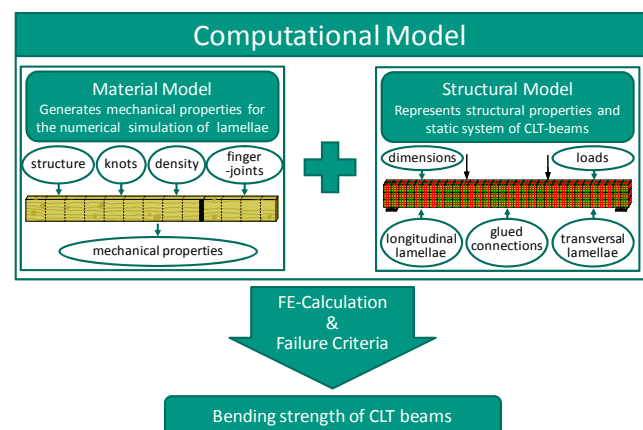 Computational Model
Material Model
Generates mechanical properties for
the numerical simulation of lamellae
structure
knots
density
finger
-joints
mechanical properties
Structural Model
Represents structural properties and
static system of CLT-beams
dimensions
loads
longitudinal
lamellae
glued
connections
transversal
lamellae
FE-Calculation
&
Failure Criteria
Bending strength of CLT beams